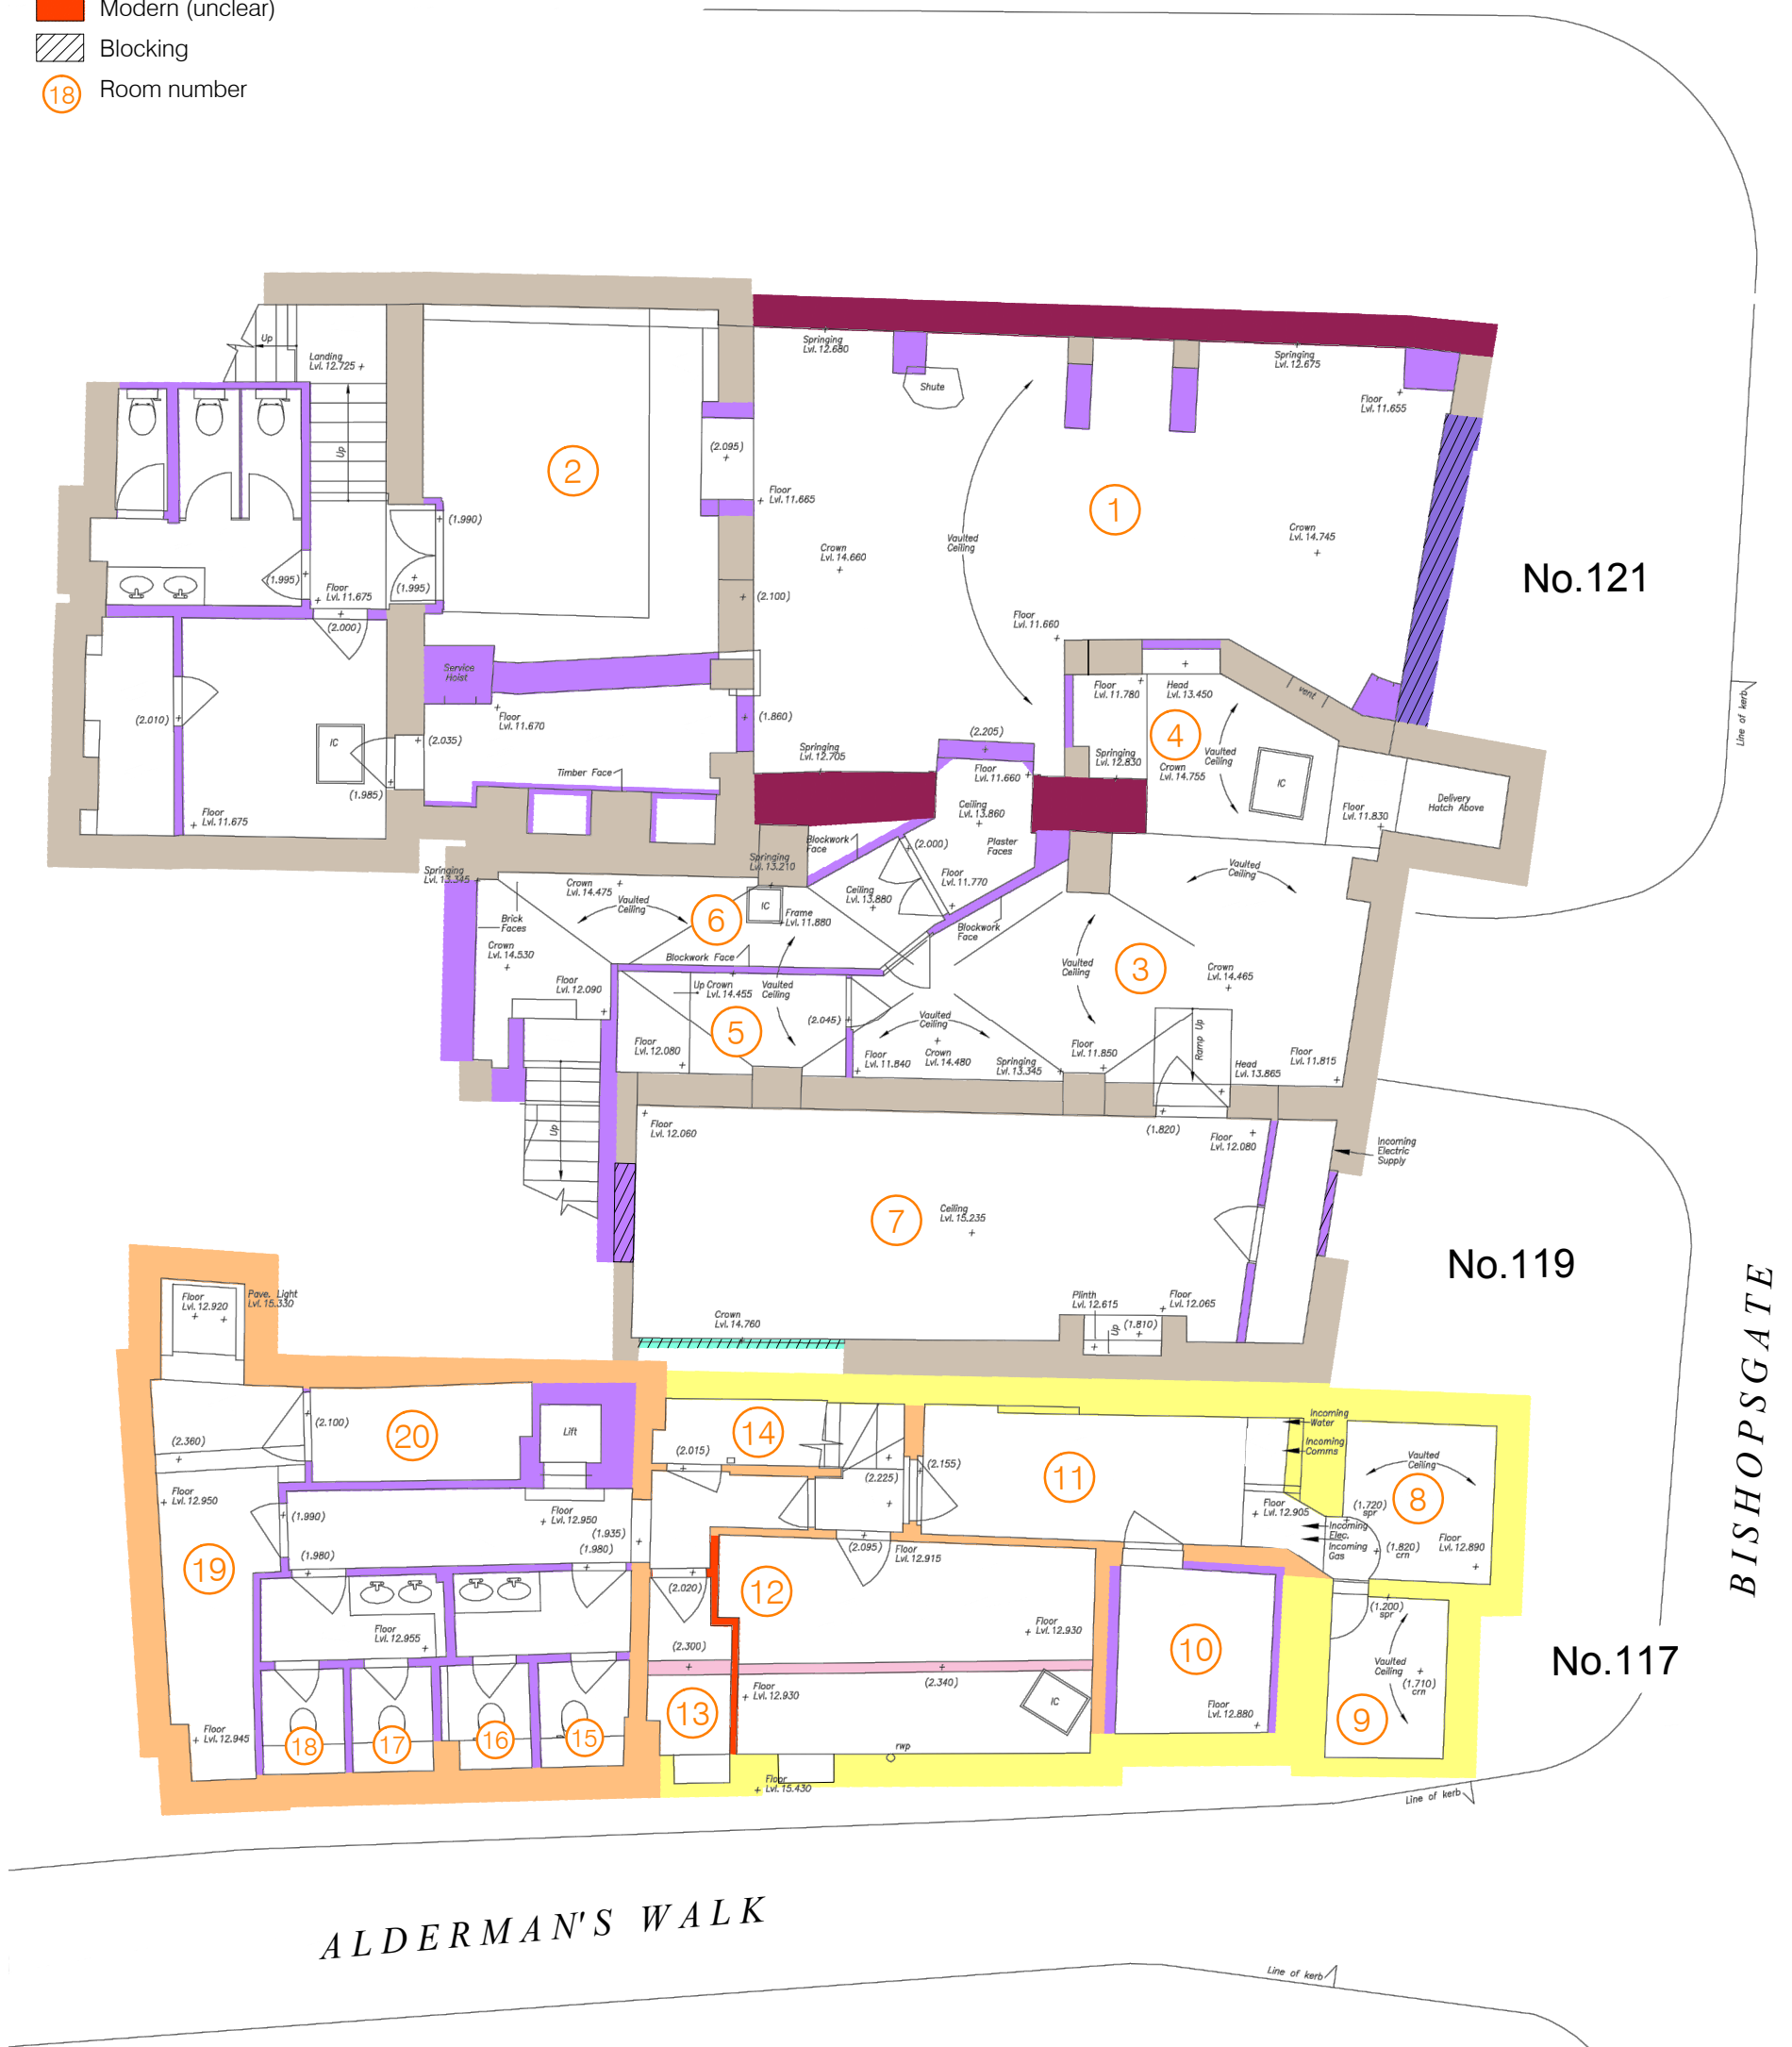 Modern (unclear)
Blocking
18 Room number
Up
Landing
Lvl. 12.725
Up
Springing
Lvl. 12.680
Shute
Springing
Lvl. 12.675
Floor
Lvl. 11.655
2
(2.095)
Floor
Lvl. 11.665
1
(1.990)
Vaulted
Ceiling
Crown
Lvl. 14.660
Crown
Lvl. 14.745
No.121
(1.995)
Floor
Lvl. 11.675
(1.995)
(2.000)
(2.100)
Floor
Lvl. 11.660
Service
Hoist
Floor
Lvl. 11.670
(2.010)
IC
(2.035)
(1.985)
(1.860)
Floor
Lvl. 11.675
Timber Face
Springing
Lvl. 12.705
(2.205)
Floor
Lvl. 11.660
Floor
Lvl. 11.780
Head
Lvl. 13.450
vent
4
Vaulted
Ceiling
Springing
Lvl. 12.830
Crown
Lvl. 14.755
IC
Floor
Lvl. 11.830
Delivery
Hatch Above
Line of kerb
Ceiling
Lvl. 13.860
Plaster
Faces
Blockwork
Face
(2.000)
Springing
Lvl. 13.210
Floor
Lvl. 11.770
Springing
Lvl. 13.345
Crown
Lvl. 14.475
Vaulted
Ceiling
6
IC
Frame
Lvl. 11.880
Ceiling
Lvl. 13.880
Blockwork
Face
Vaulted
Ceiling
Brick
Faces
Crown
Lvl. 14.530
Blockwork Face
Floor
Lvl. 12.090
Up
Crown
Lvl. 14.455
Vaulted
Ceiling
5
(2.045)
Floor
Lvl. 12.080
Vaulted
Ceiling
3
Crown
Lvl. 14.465
Vaulted
Ceiling
Floor
Lvl. 11.840
Crown
Lvl. 14.480
Springing
Lvl. 13.345
Floor
Lvl. 11.850
Ramp Up
Head
Lvl. 13.865
Floor
Lvl. 11.815
Up
Floor
Lvl. 12.060
(1.820)
Floor
Lvl. 12.080
Incoming
Electric
Supply
7
Ceiling
Lvl. 15.235
No.119
Plinth
Lvl. 12.615
Floor
Lvl. 12.065
Up
(1.810)
Crown
Lvl. 14.760
Floor
Lvl. 12.920
Pave. Light
Lvl. 15.330
BISHOPSGATE
(2.100)
20
Lift
(2.360)
Floor
Lvl. 12.950
(1.990)
Floor
Lvl. 12.950
(1.935)
(1.980)
(1.980)
19
14
(2.015)
(2.225)
(2.155)
11
Incoming
Water
Incoming
Comms
Vaulted
Ceiling
8
Floor
Lvl. 12.905
(1.720)
spr
Incoming
Elec.
Incoming
Gas
(1.820)
crn
Floor
Lvl. 12.890
(2.095)
Floor
Lvl. 12.915
12
(2.020)
(1.200)
spr
Floor
Lvl. 12.955
(2.300)
Floor
Lvl. 12.930
10
Vaulted
Ceiling
(1.710)
crn
No.117
(2.340)
Floor
Lvl. 12.930
IC
13
Floor
Lvl. 12.880
9
Floor
Lvl. 12.945
18
17
16
15
rwp
Floor
Lvl. 15.430
Line of kerb
ALDERMAN'S WALK
Line of kerb